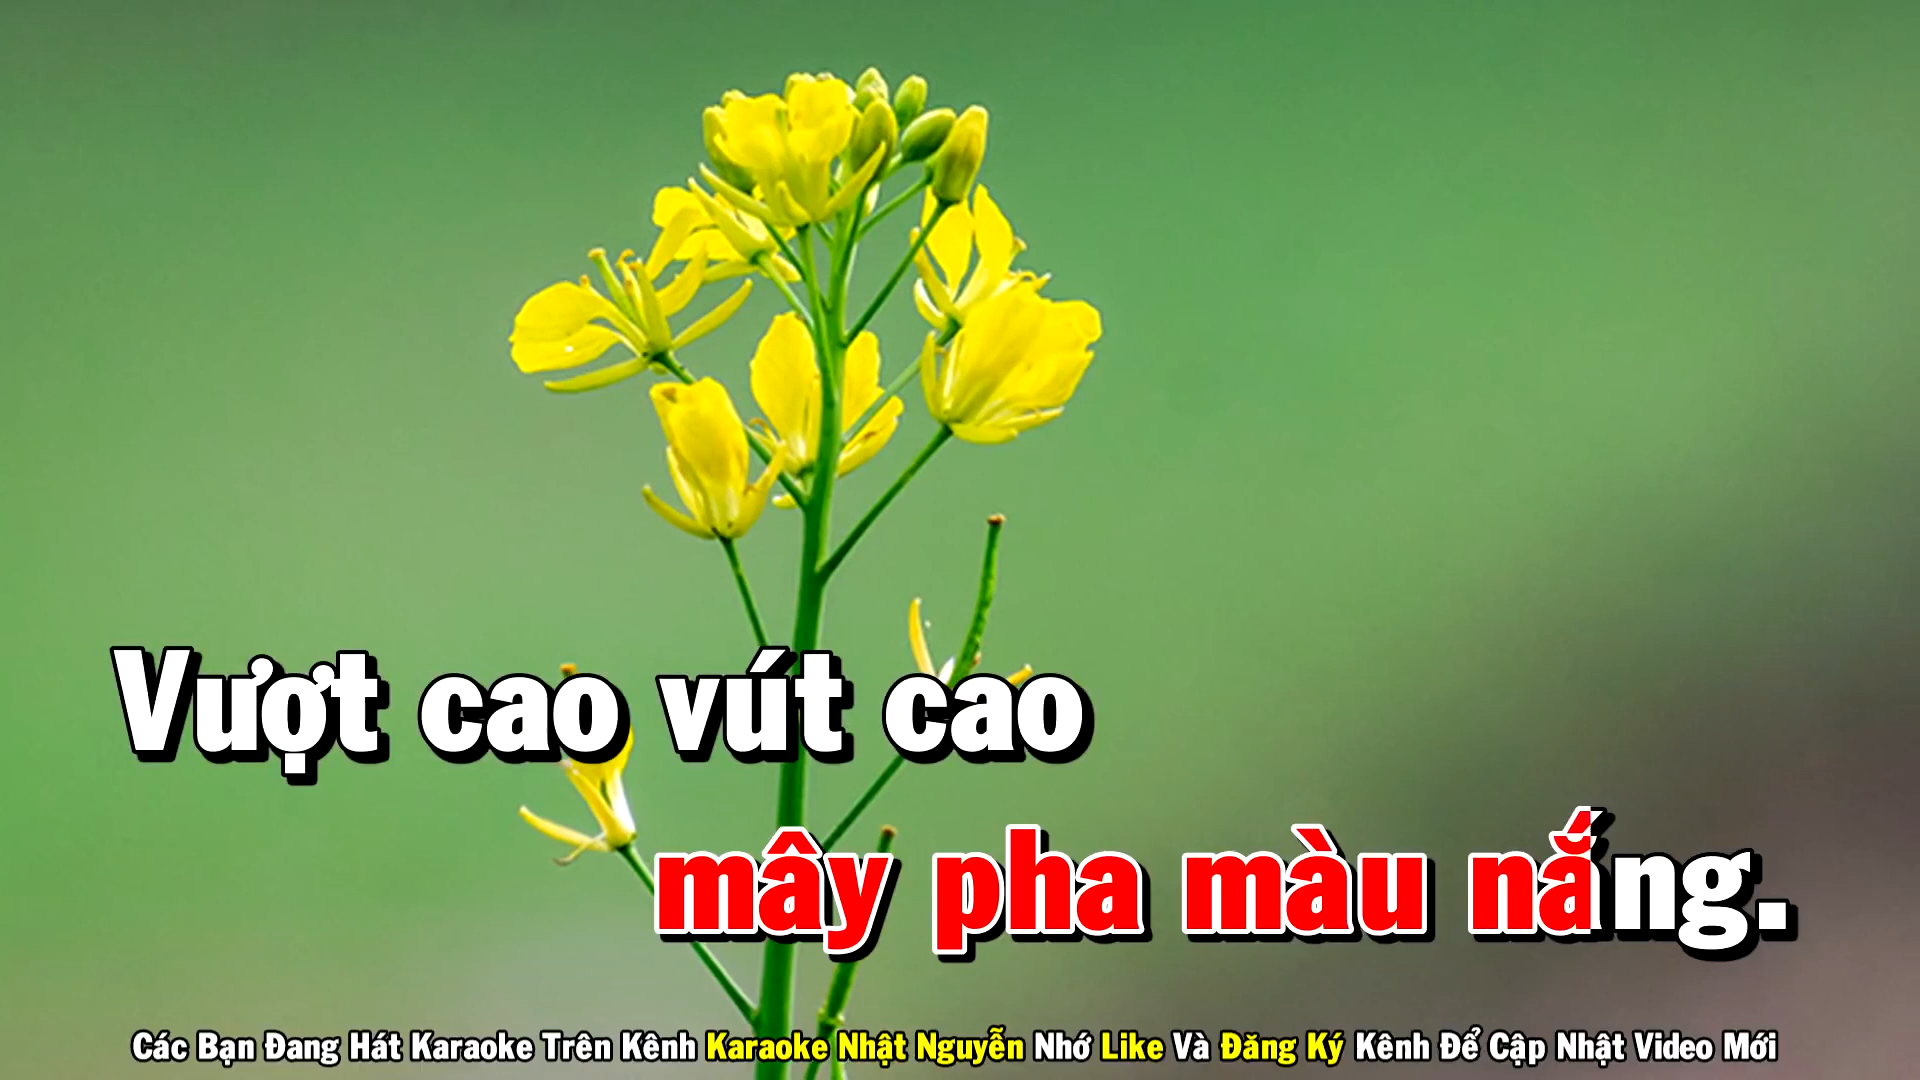 Vượt cao vút cao
mây pha màu nắng.
Các Bạn Đang Hát Karaoke Trên Kênh Karaoke Nhật Nguyễn Nhớ Like Và Đăng Ký Kênh Để Cập Nhật Video Mới